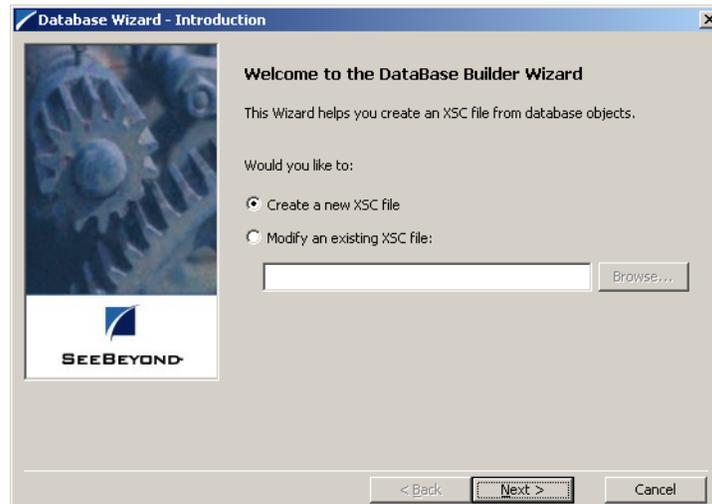 Database Wizard - Introduction
Welcome to the DataBase Builder Wizard
This Wizard helps you create an XSC file from database objects.
Would you like to:
Create a new XSC file
Modify an existing XSC file:
Browse...
SEEBEYOND
< Back
Next >
Cancel